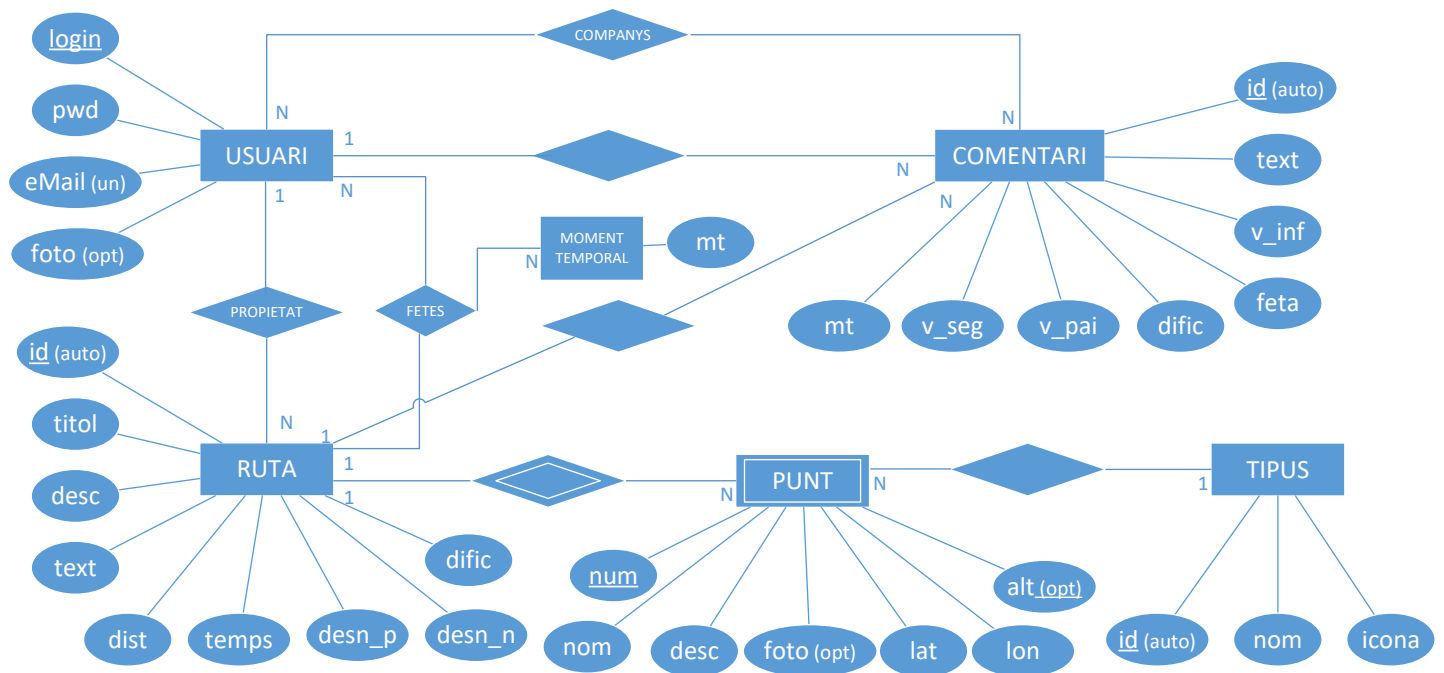 COMPANYS
login
id (auto)
pwd
N
N
USUARI
1
COMENTARI
text
eMail (un)
1
N
N
N
v_inf
MOMENT
TEMPORAL
mt
foto (opt)
N
feta
PROPIETAT
FETES
mt
v_seg
v_pai
dific
id (auto)
titol
N
1
RUTA
1
PUNT
TIPUS
desc
1
N
N
1
text
dific
num
alt (opt)
dist
temps
desn_p
desn_n
nom
desc
foto (opt)
lat
lon
id (auto)
nom
icona